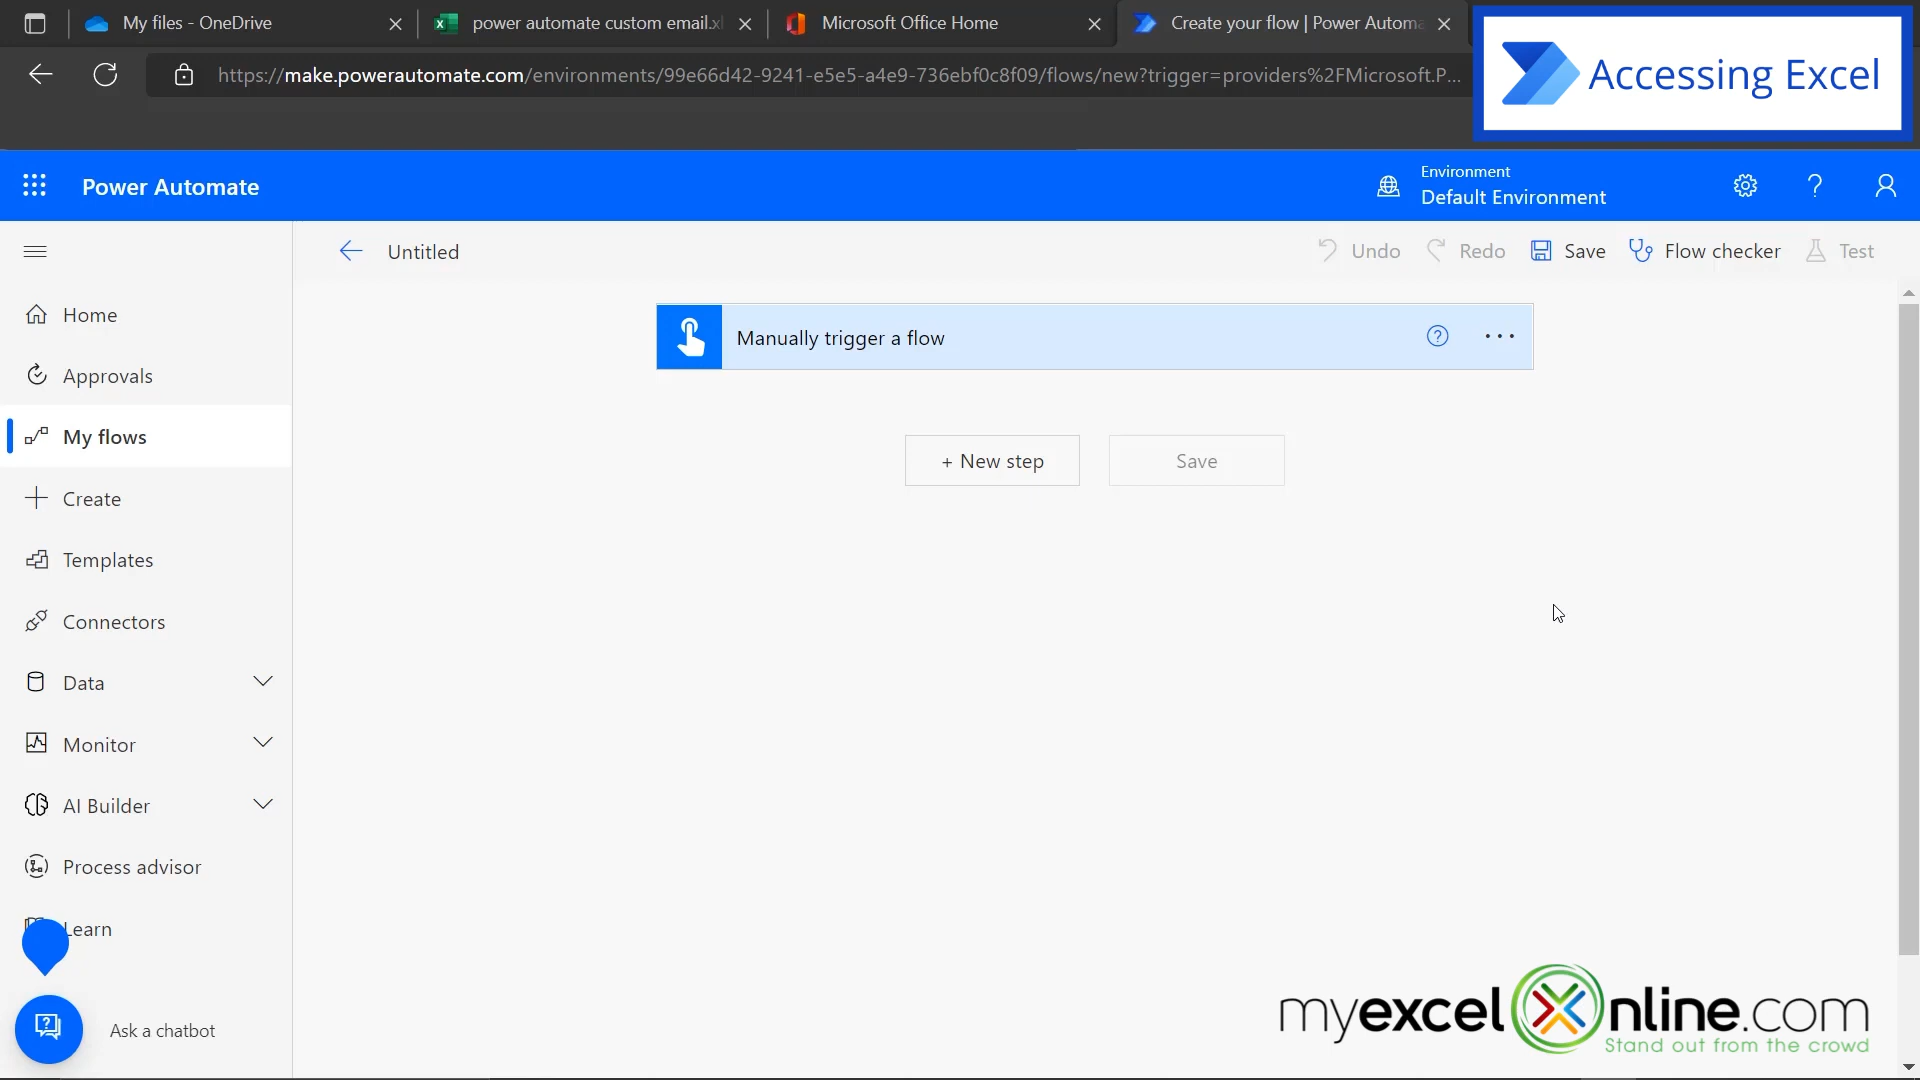 My files - OneDrive
power automate custom email.xl
Microsoft Office Home
Create your flow | Power Automa
https://make.powerautomate.com/environments/99e66d42-9241-e5e5-a4e9-736ebf0c8f09/flows/new?trigger=providers%2FMicrosoft.P...
Accessing Excel
Power Automate
Environment
Default Environment
Untitled
Undo
Redo
Save
Flow checker
Test
Home
Approvals
My flows
Create
Templates
Connectors
Data
Monitor
AI Builder
Process advisor
Learn
Ask a chatbot
Manually trigger a flow
+ New step
Save
myexcelonline.com
Stand out from the crowd